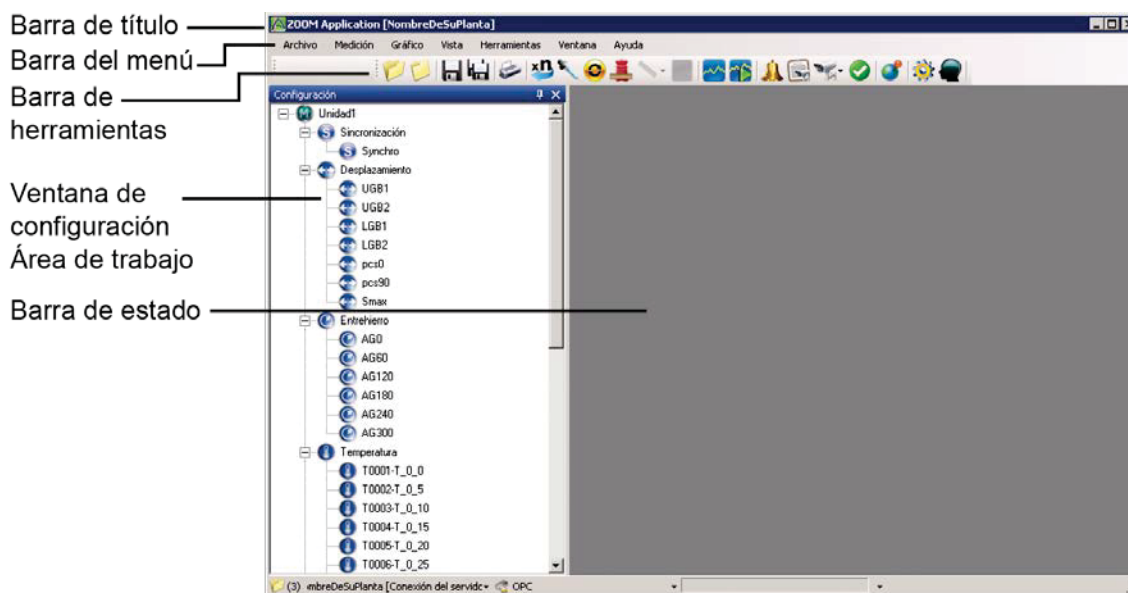 Barra de título
Barra del menú
Barra de
herramientas
Ventana de
configuración
Área de trabajo
Barra de estado
ZOOM Application [NombreDeSuPlanta]
Archivo Medición Gráfico Vista Herramientas Ventana Ayuda
Configuración
Unidad1
Sincronización
Synchro
Desplazamiento
UGB1
UGB2
LGB1
LGB2
pcs0
pcs90
Smax
Entrehierro
AG0
AG60
AG120
AG180
AG240
AG300
Temperatura
T0001-T_0_0
T0002-T_0_5
T0003-T_0_10
T0004-T_0_15
T0005-T_0_20
T0006-T_0_25
(3) mbreDeSuPlanta [Conexión del servidc OPC